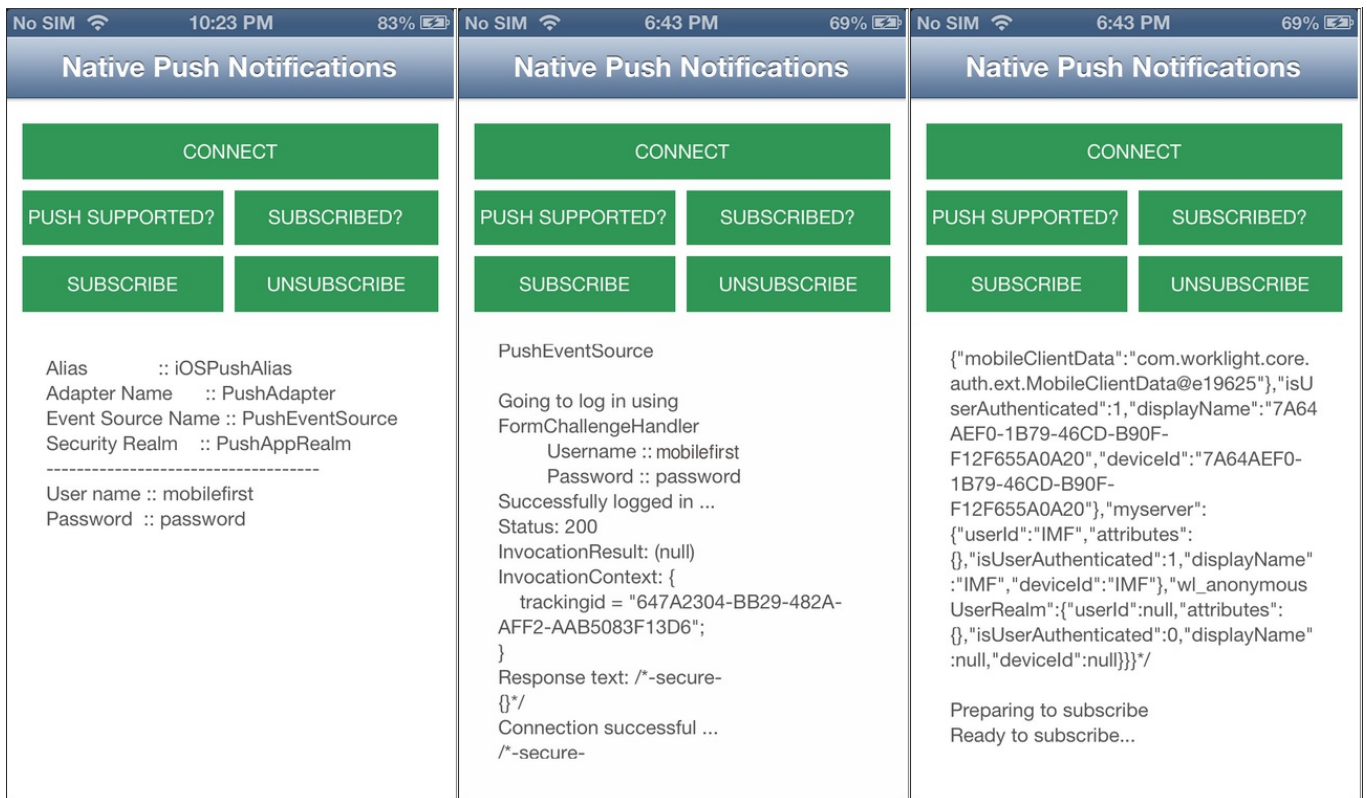 No SIM 10:23 PM 83%
Native Push Notifications
CONNECT
PUSH SUPPORTED? SUBSCRIBED?
SUBSCRIBE UNSUBSCRIBE
Alias :: iOSPushAlias
Adapter Name :: PushAdapter
Event Source Name :: PushEventSource
Security Realm :: PushAppRealm
------------------------------------
User name :: mobilefirst
Password :: password
No SIM 6:43 PM 69%
Native Push Notifications
CONNECT
PUSH SUPPORTED? SUBSCRIBED?
SUBSCRIBE UNSUBSCRIBE
PushEventSource
Going to log in using
FormChallengeHandler
Username :: mobilefirst
Password :: password
Successfully logged in ...
Status: 200
InvocationResult: (null)
InvocationContext: {
trackingid = "647A2304-BB29-482A-
AFF2-AAB5083F13D6";
}
Response text: /*-secure-
{}*/
Connection successful ...
/*-secure-
No SIM 6:43 PM 69%
Native Push Notifications
CONNECT
PUSH SUPPORTED? SUBSCRIBED?
SUBSCRIBE UNSUBSCRIBE
{"mobileClientData":"com.worklight.core.
auth.ext.MobileClientData@e19625"},"isU
serAuthenticated":1,"displayName":"7A64
AEF0-1B79-46CD-B90F-
F12F655A0A20","deviceId":"7A64AEF0-
1B79-46CD-B90F-
F12F655A0A20"},"myserver":
{"userId":"IMF","attributes":
{},"isUserAuthenticated":1,"displayName"
:"IMF","deviceId":"IMF"},"wl_anonymous
UserRealm":{"userId":null,"attributes":
{},"isUserAuthenticated":0,"displayName"
:null,"deviceId":null}}}*/
Preparing to subscribe
Ready to subscribe...